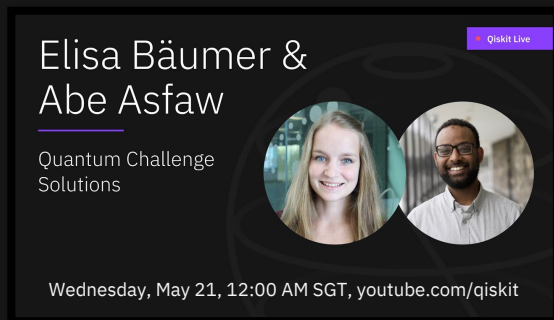 Qiskit Live
Elisa Bäumer &
Abe Asfaw
Quantum Challenge
Solutions
Wednesday, May 21, 12:00 AM SGT, youtube.com/qiskit